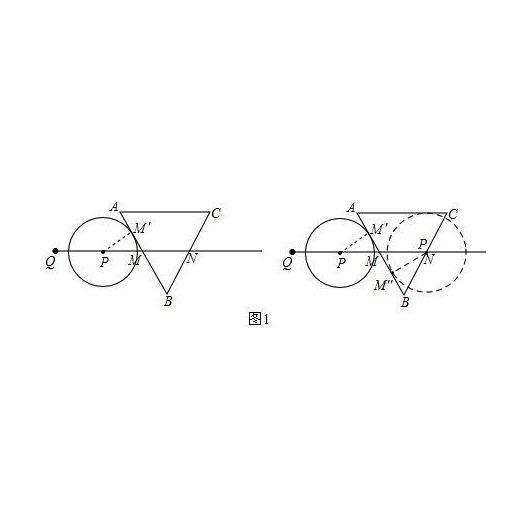 A C A C
M' M' P
Q P M N Q P M N
M"
B B
图1